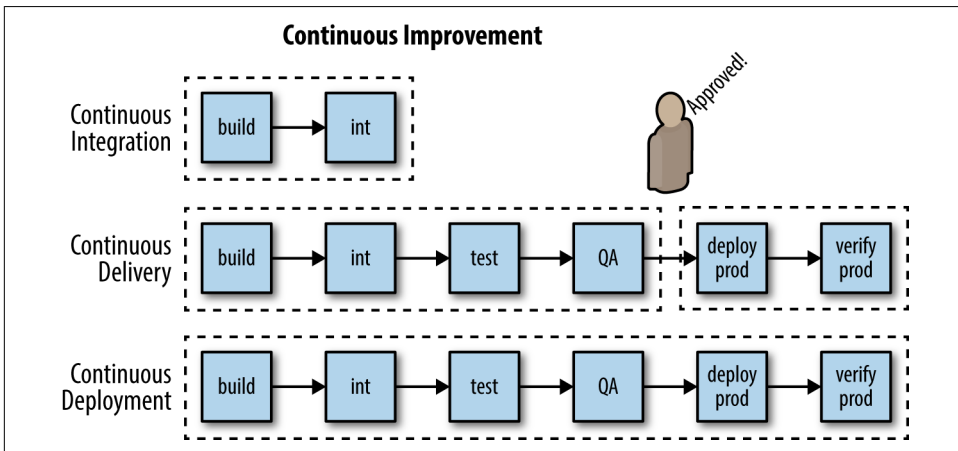 Continuous Improvement
Approved!
Continuous
Integration
build
int
Continuous
Delivery
build
int
test
QA
deploy
prod
verify
prod
Continuous
Deployment
build
int
test
QA
deploy
prod
verify
prod